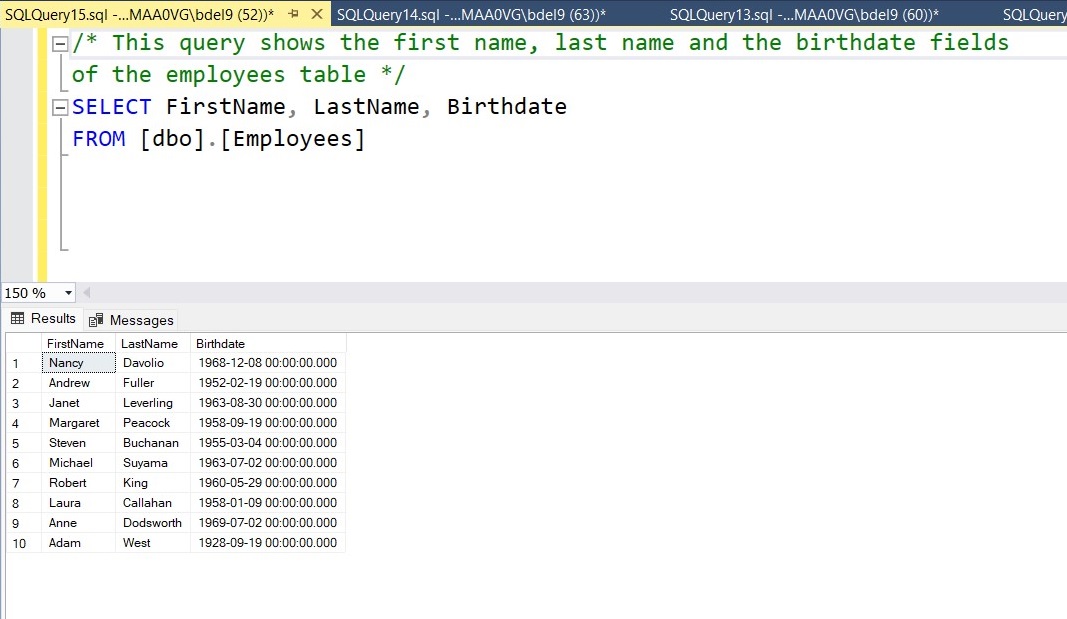 SQLQuery15.sql -...MAA0VG\bdel9 (52))* SQLQuery14.sql -...MAA0VG\bdel9 (63))* SQLQuery13.sql -...MAA0VG\bdel9 (60))* SQLQuery
/* This query shows the first name, last name and the birthdate fields
of the employees table */
SELECT FirstName, LastName, Birthdate
FROM [dbo].[Employees]
150 %
Results Messages
FirstName LastName Birthdate
1 Nancy Davolio 1968-12-08 00:00:00.000
2 Andrew Fuller 1952-02-19 00:00:00.000
3 Janet Leverling 1963-08-30 00:00:00.000
4 Margaret Peacock 1958-09-19 00:00:00.000
5 Steven Buchanan 1955-03-04 00:00:00.000
6 Michael Suyama 1963-07-02 00:00:00.000
7 Robert King 1960-05-29 00:00:00.000
8 Laura Callahan 1958-01-09 00:00:00.000
9 Anne Dodsworth 1969-07-02 00:00:00.000
10 Adam West 1928-09-19 00:00:00.000